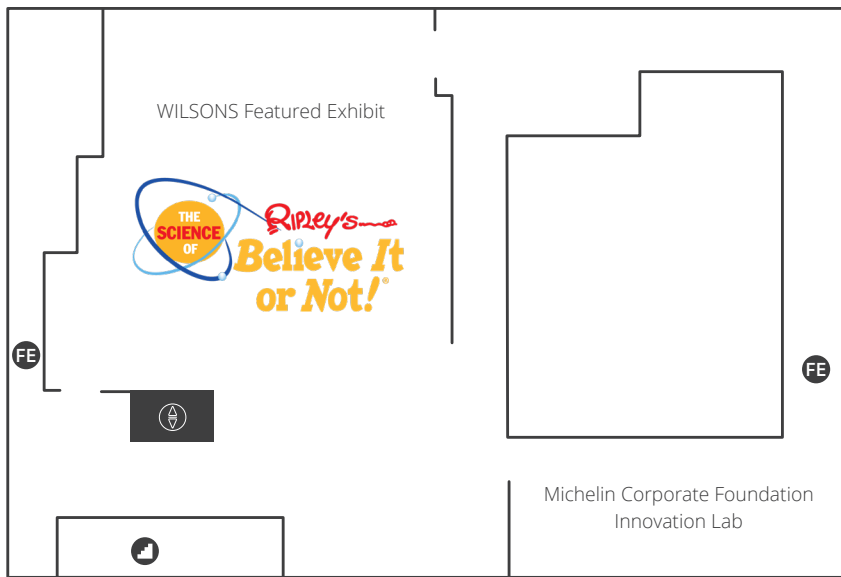 WILSONS Featured Exhibit
THE
SCIENCE
OF
RIPLEY'S
Believe It
or Not!®
FE
FE
Michelin Corporate Foundation
Innovation Lab